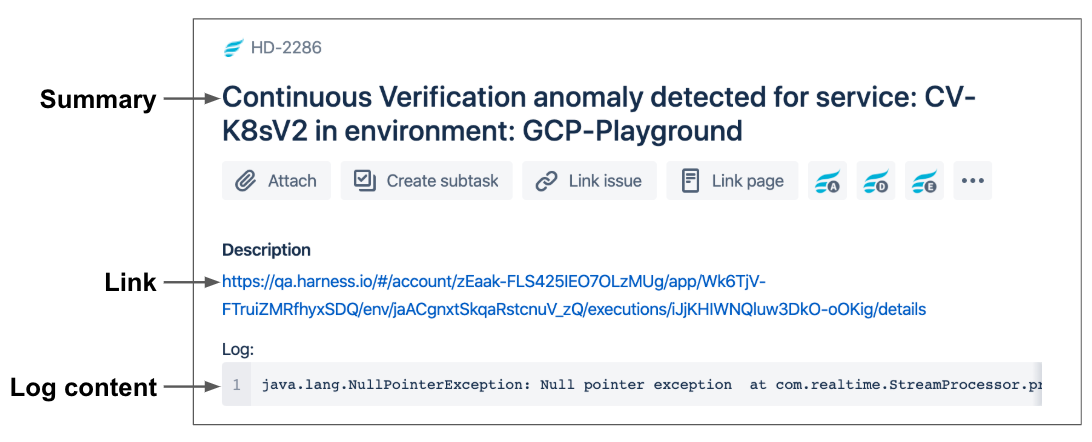 HD-2286
Summary
Continuous Verification anomaly detected for service: CV-
K8sV2 in environment: GCP-Playground
Attach
Create subtask
Link issue
Link page
A
D
E
•••
Description
Link
https://qa.harness.io/#/account/zEaak-FLS425IEO7OLzMUg/app/Wk6TjV-
FTruiZMRfhyxSDQ/env/jaACgnxtSkqaRstcnuV_zQ/executions/iJjKHIWNQluw3DkO-oOKig/details
Log:
Log content
1 java.lang.NullPointerException: Null pointer exception at com.realtime.StreamProcessor.pr